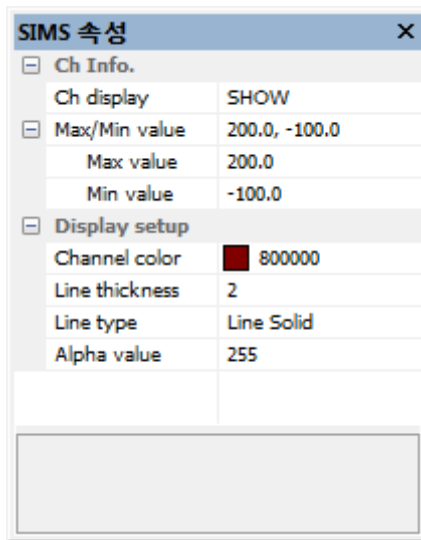 SIMS 속성
Ch Info.
Ch display SHOW
Max/Min value 200.0, -100.0
Max value 200.0
Min value -100.0
Display setup
Channel color 800000
Line thickness 2
Line type Line Solid
Alpha value 255